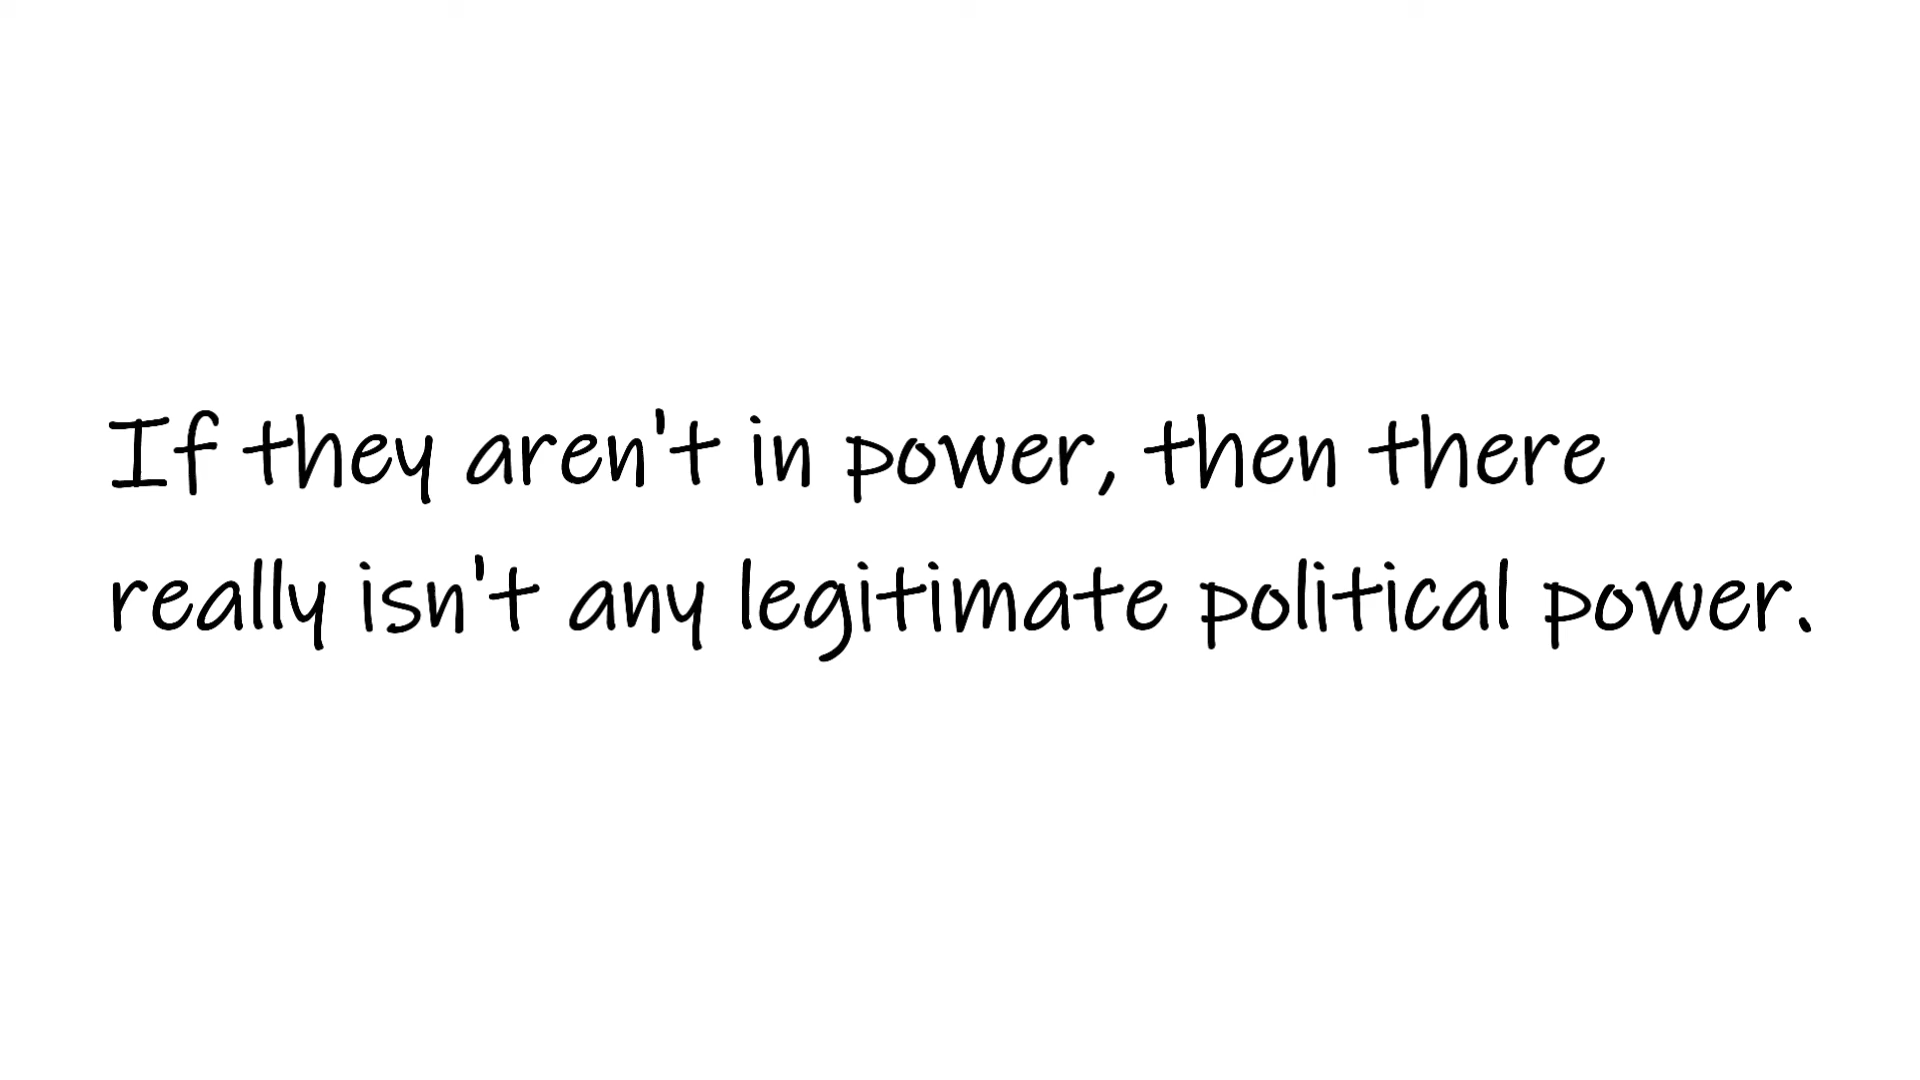 If they aren't in power, then there
really isn't any legitimate political power.